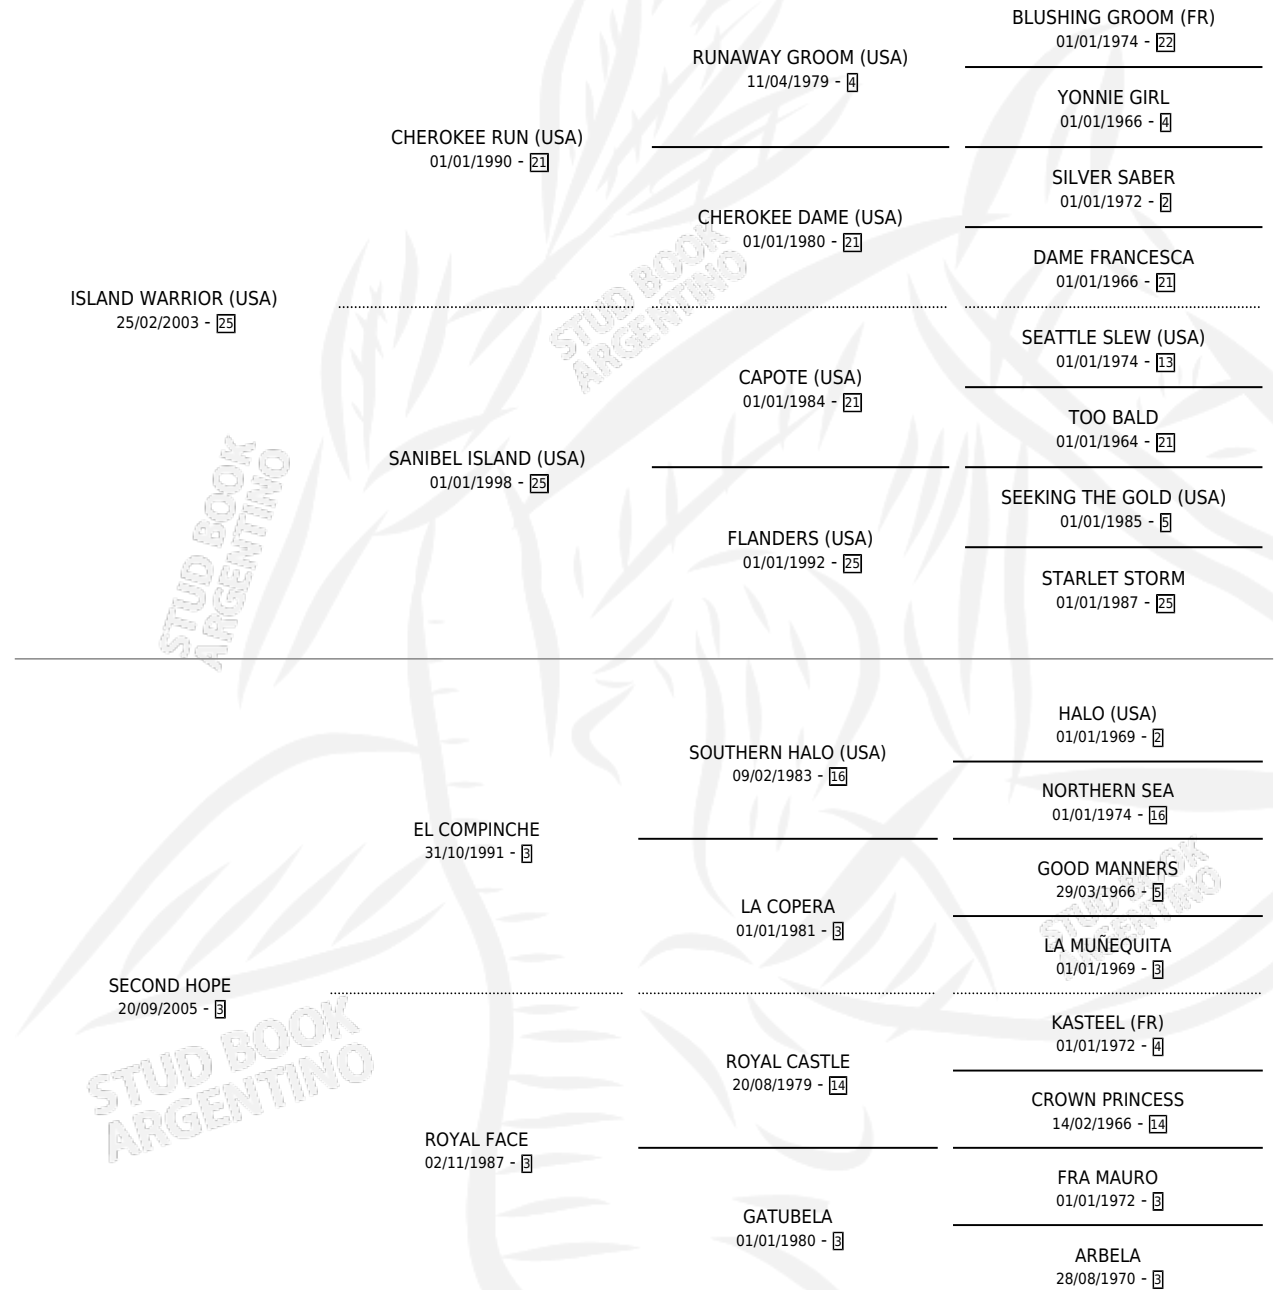 BLUSHING GROOM (FR)
01/01/1974 - 22
RUNAWAY GROOM (USA)
11/04/1979 - 4
YONNIE GIRL
01/01/1966 - 4
CHEROKEE RUN (USA)
01/01/1990 - 21
SILVER SABER
01/01/1972 - 2
CHEROKEE DAME (USA)
01/01/1980 - 21
DAME FRANCESCA
01/01/1966 - 21
ISLAND WARRIOR (USA)
25/02/2003 - 25
STUD BOOK
ARGENTINO
SEATTLE SLEW (USA)
01/01/1974 - 13
CAPOTE (USA)
01/01/1984 - 21
TOO BALD
01/01/1964 - 21
SANIBEL ISLAND (USA)
01/01/1998 - 25
SEEKING THE GOLD (USA)
01/01/1985 - 5
FLANDERS (USA)
01/01/1992 - 25
STARLET STORM
01/01/1987 - 25
STUD BOOK
ARGENTINO
HALO (USA)
01/01/1969 - 2
SOUTHERN HALO (USA)
09/02/1983 - 16
NORTHERN SEA
01/01/1974 - 16
EL COMPINCHE
31/10/1991 - 3
GOOD MANNERS
29/03/1966 - 5
STUD BOOK
ARGENTINO
LA COPERA
01/01/1981 - 3
LA MUÑEQUITA
01/01/1969 - 3
SECOND HOPE
20/09/2005 - 3
STUD BOOK
ARGENTINO
KASTEEL (FR)
01/01/1972 - 4
ROYAL CASTLE
20/08/1979 - 14
CROWN PRINCESS
14/02/1966 - 14
ROYAL FACE
02/11/1987 - 3
FRA MAURO
01/01/1972 - 3
GATUBELA
01/01/1980 - 3
ARBELA
28/08/1970 - 3